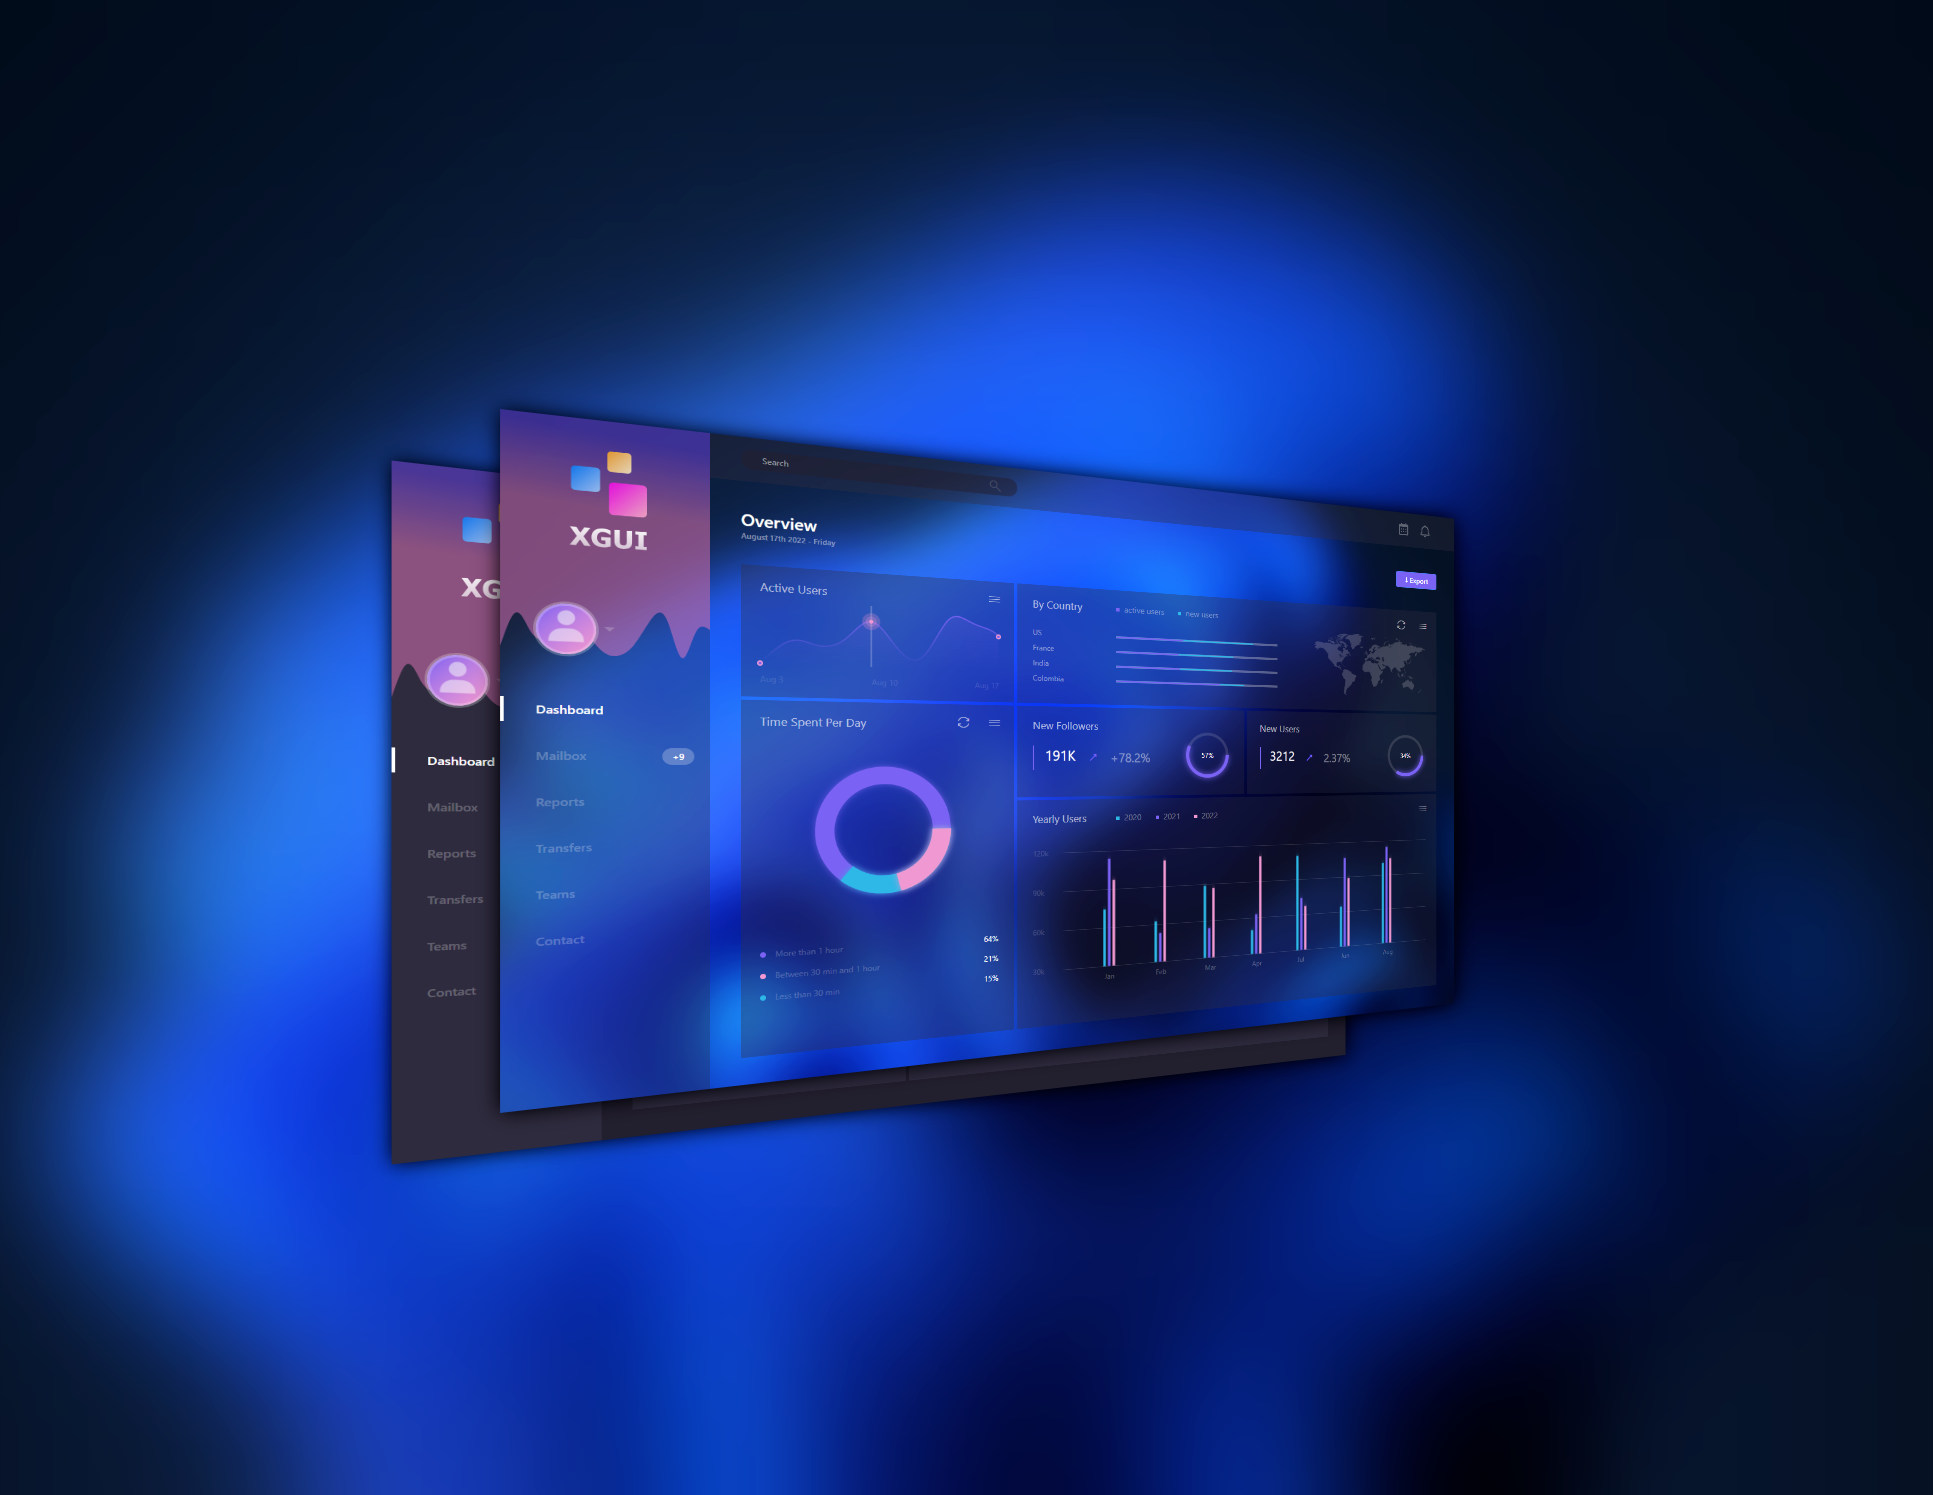 XGUI
Dashboard
Mailbox +9
Reports
Transfers
Teams
Contact
Search
Overview
August 17th 2022 - Friday
Export
Active Users
Aug 5 Aug 10 Aug 17
By Country active users new users
US
France
India
Colombia
Time Spent Per Day
More than 1 hour 64%
Between 30 min and 1 hour 21%
Less than 30 min 15%
New Followers
191K +78.2% 57%
New Users
3212 2.37% 34%
Yearly Users 2020 2021 2022
120k
90k
60k
30k
Jan Feb Mar Apr Jul Jun Aug
XG
Dashboard
Mailbox
Reports
Transfers
Teams
Contact